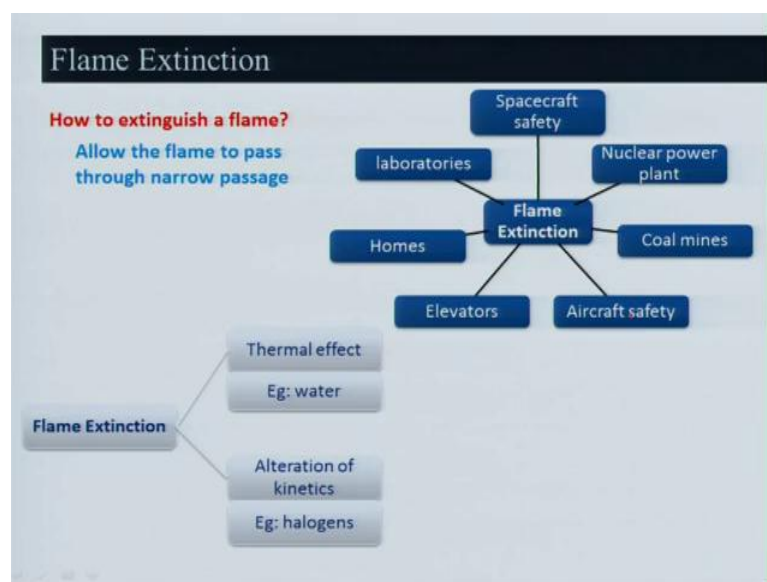 Flame Extinction
How to extinguish a flame?
Allow the flame to pass
through narrow passage
Spacecraft
safety
laboratories
Nuclear power
plant
Flame
Extinction
Homes
Coal mines
Elevators
Aircraft safety
Thermal effect
Eg: water
Flame Extinction
Alteration of
kinetics
Eg: halogens